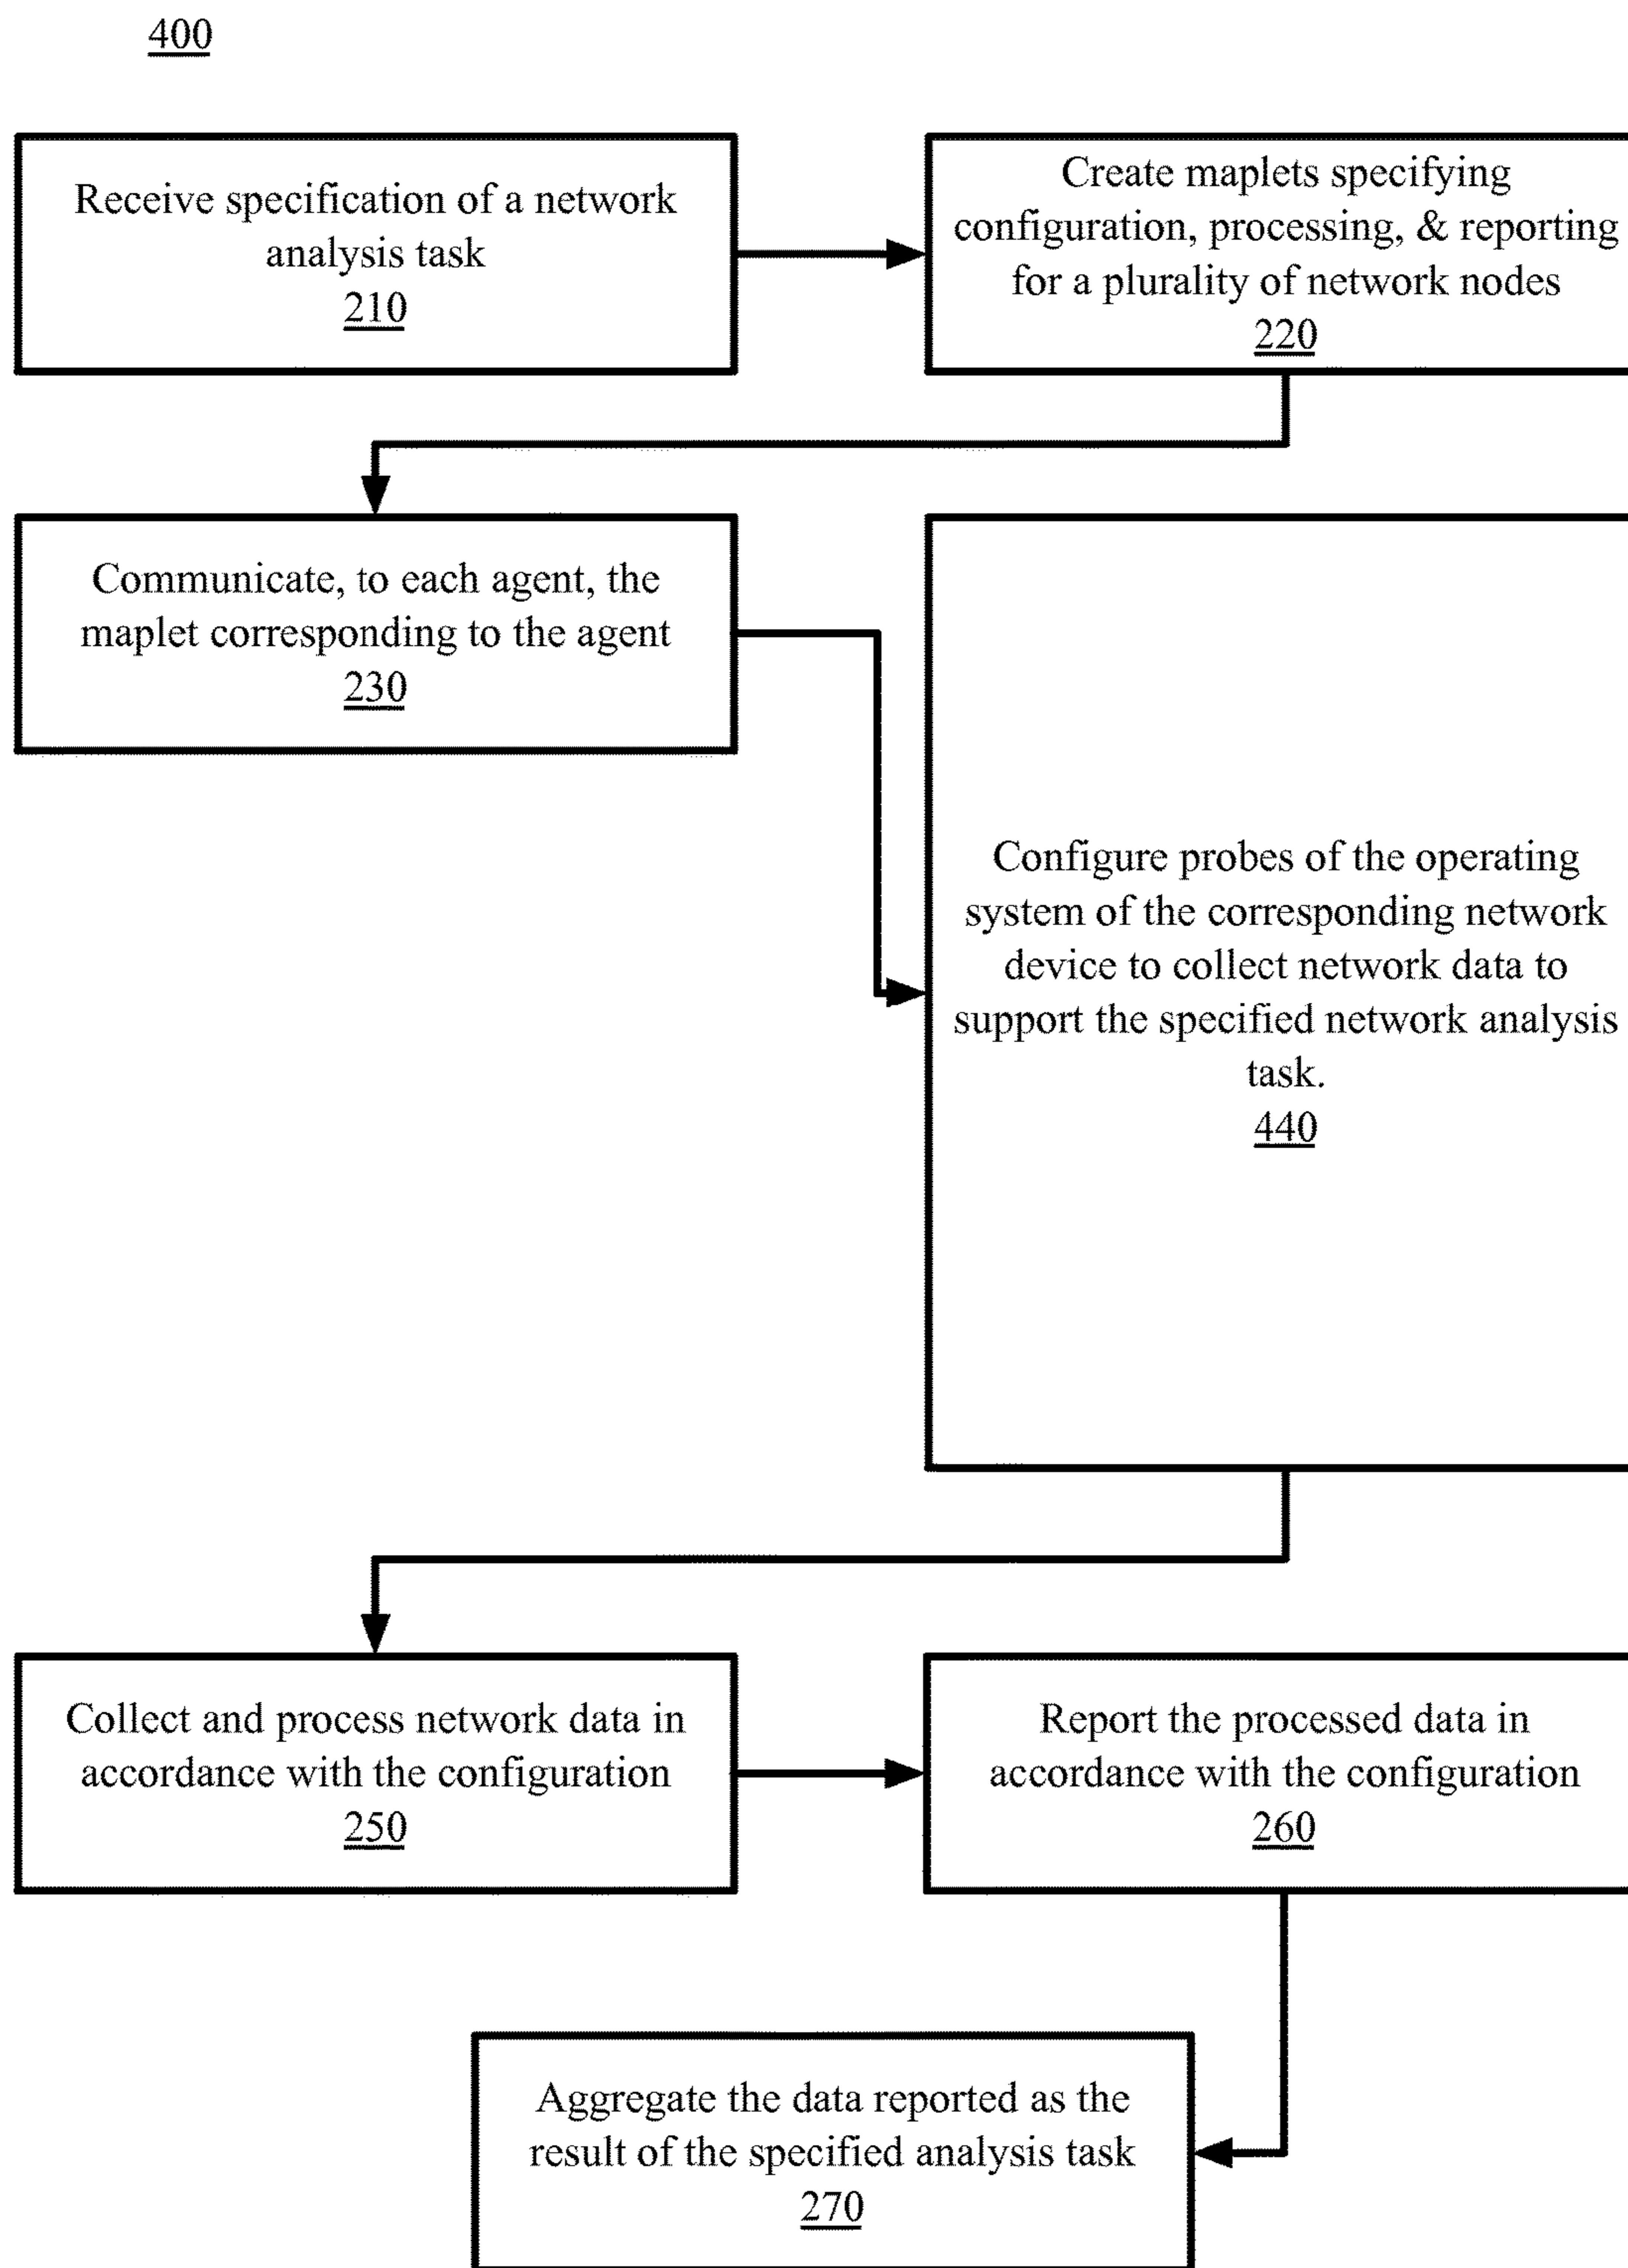 400
Receive specification of a network
analysis task
210
Create maplets specifying
configuration, processing, & reporting
for a plurality of network nodes
220
Communicate, to each agent, the
maplet corresponding to the agent
230
Configure probes of the operating
system of the corresponding network
device to collect network data to
support the specified network analysis
task.
440
Collect and process network data in
accordance with the configuration
250
Report the processed data in
accordance with the configuration
260
Aggregate the data reported as the
result of the specified analysis task
270